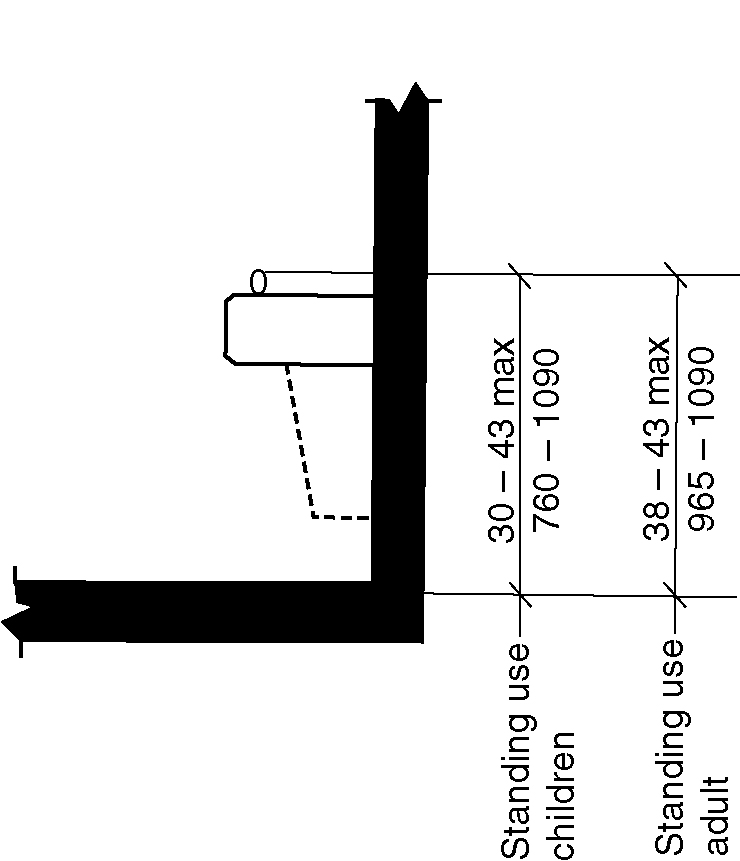 30 – 43 max
760 – 1090
Standing use
children
38 – 43 max
965 – 1090
Standing use
adult